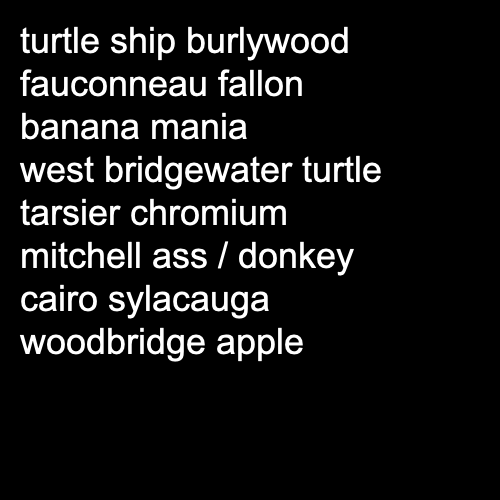 turtle ship burlywood
fauconneau fallon
banana mania
west bridgewater turtle
tarsier chromium
mitchell ass / donkey
cairo sylacauga
woodbridge apple